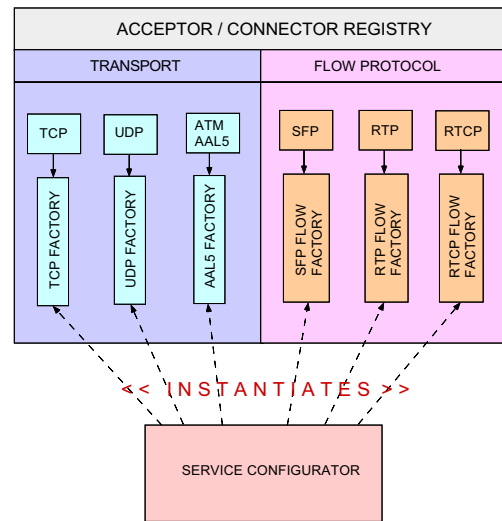 ACCEPTOR / CONNECTOR REGISTRY
TRANSPORT
FLOW PROTOCOL
TCP
UDP
ATM
AAL5
SFP
RTP
RTCP
TCP FACTORY
UDP FACTORY
AAL5 FACTORY
SFP FLOW
FACTORY
RTP FLOW
FACTORY
RTCP FLOW
FACTORY
<< INSTANTIATES >>
SERVICE CONFIGURATOR